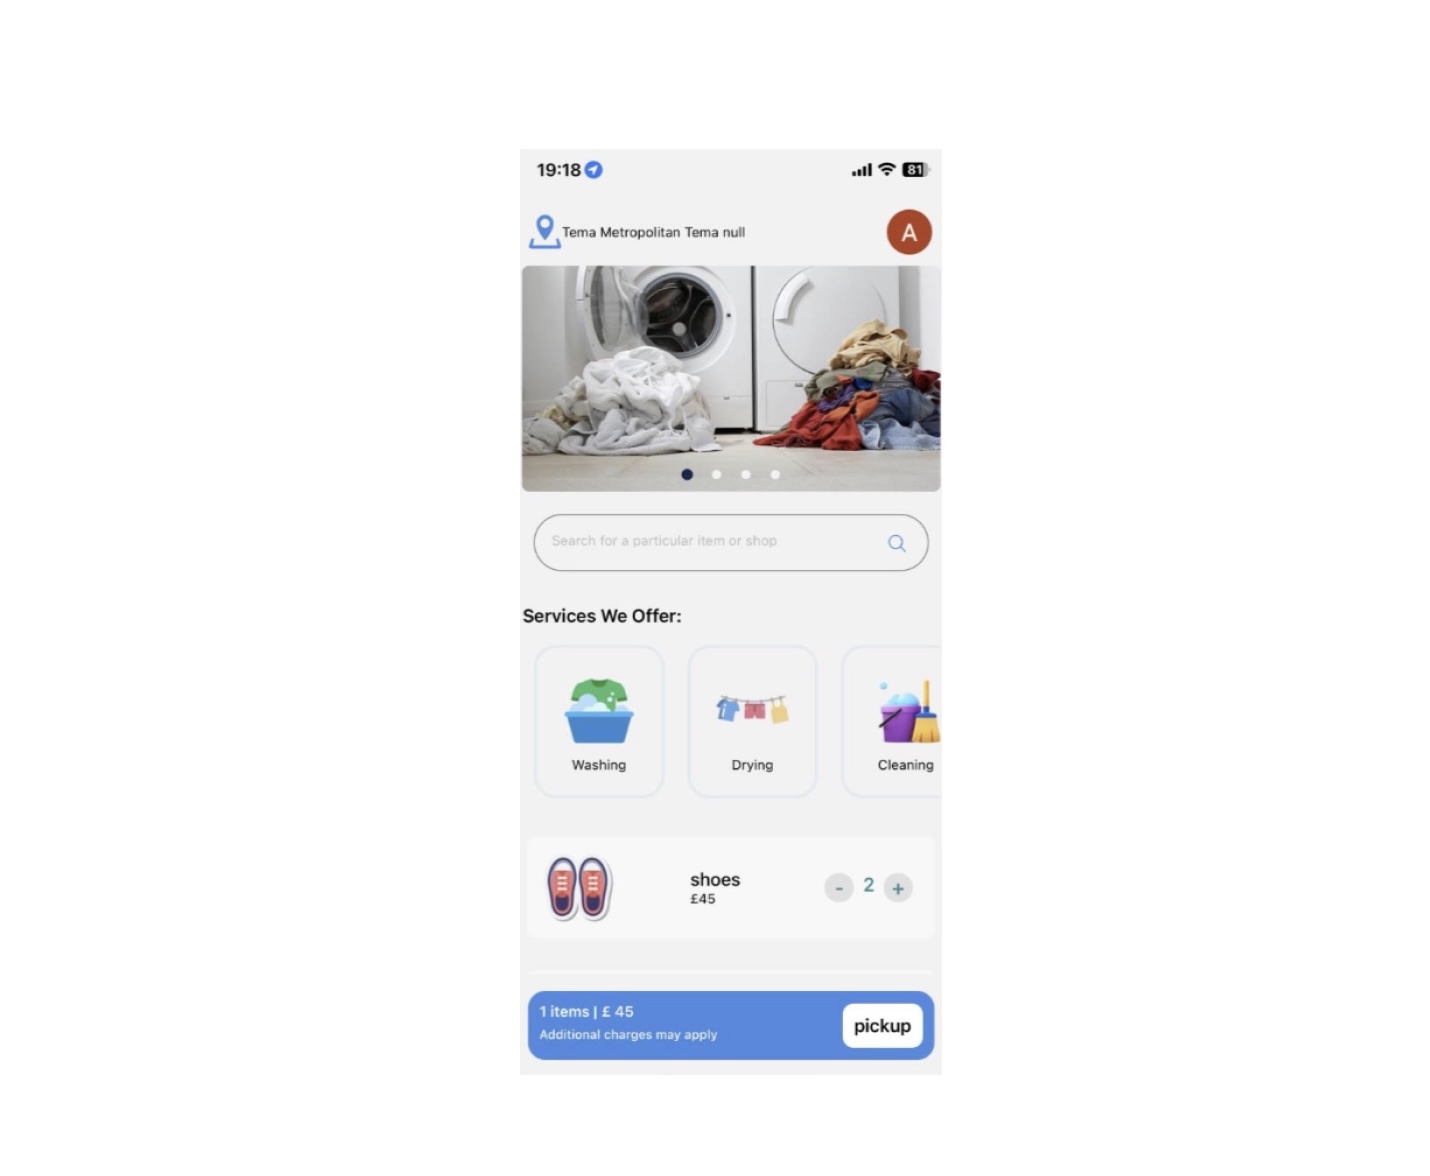 19:18
81
Tema Metropolitan Tema null
A
Search for a particular item or shop
Services We Offer:
Washing
Drying
Cleaning
shoes
£45
- 2 +
1 items | £ 45
Additional charges may apply
pickup